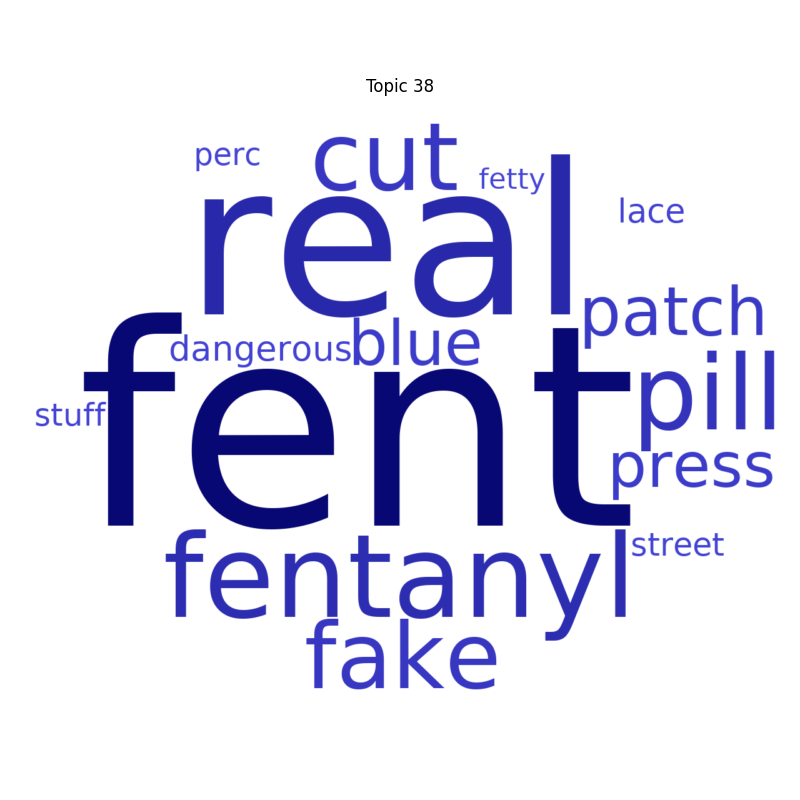 Topic 38
cut
perc
fetty
real
lace
patch
blue
dangerous
fent
pill
stuff
press
street
fentanyl
fake